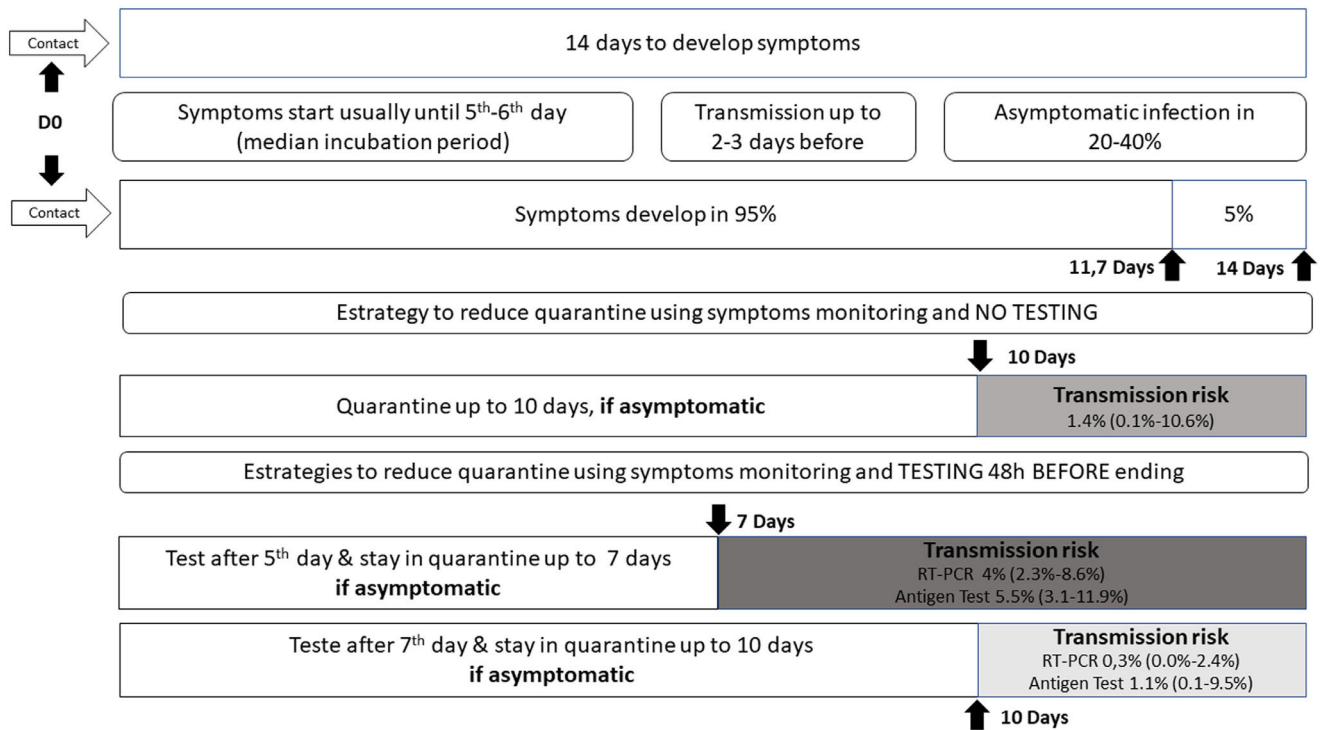 Contact
14 days to develop symptoms
D0
Symptoms start usually until 5th-6th day
(median incubation period)
Transmission up to
2-3 days before
Asymptomatic infection in
20-40%
Contact
Symptoms develop in 95%
5%
11,7 Days
14 Days
Estrategy to reduce quarantine using symptoms monitoring and NO TESTING
10 Days
Quarantine up to 10 days, if asymptomatic
Transmission risk
1.4% (0.1%-10.6%)
Estrategies to reduce quarantine using symptoms monitoring and TESTING 48h BEFORE ending
7 Days
Test after 5th day & stay in quarantine up to 7 days
if asymptomatic
Transmission risk
RT-PCR 4% (2.3%-8.6%)
Antigen Test 5.5% (3.1-11.9%)
Teste after 7th day & stay in quarantine up to 10 days
if asymptomatic
Transmission risk
RT-PCR 0,3% (0.0%-2.4%)
Antigen Test 1.1% (0.1-9.5%)
10 Days